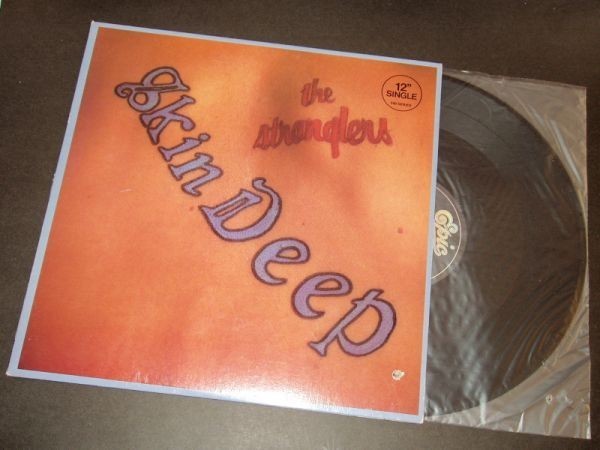 the
stranglers
Skin Deep
12"
SINGLE
Epic